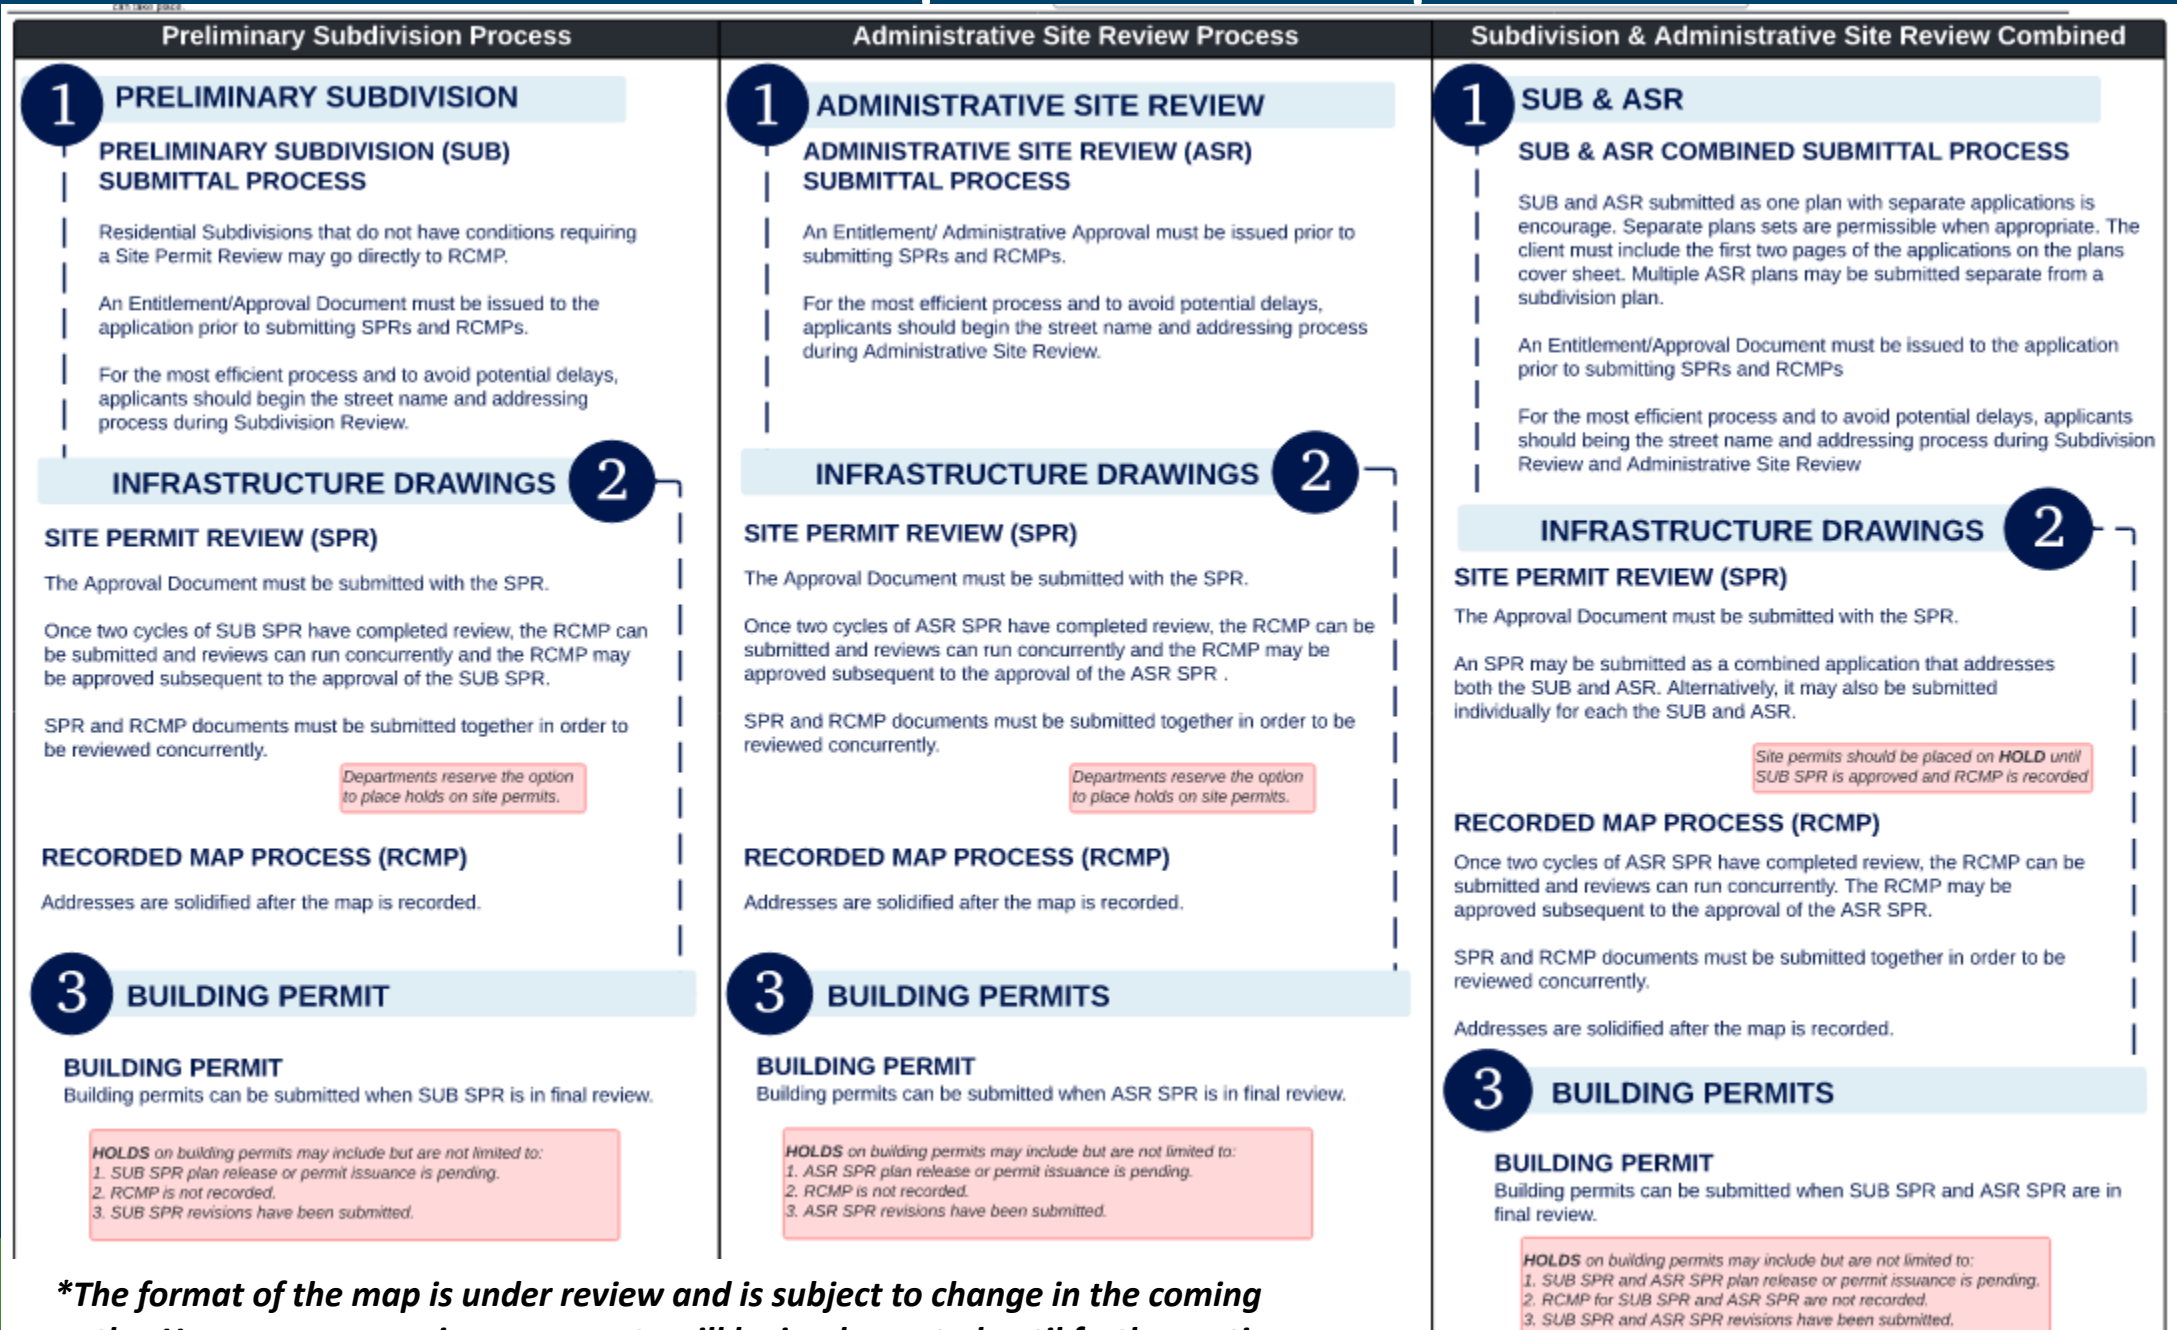 can take place.
Preliminary Subdivision Process
1
PRELIMINARY SUBDIVISION
PRELIMINARY SUBDIVISION (SUB)
SUBMITTAL PROCESS
Residential Subdivisions that do not have conditions requiring
a Site Permit Review may go directly to RCMP.
An Entitlement/Approval Document must be issued to the
application prior to submitting SPRs and RCMPs.
For the most efficient process and to avoid potential delays,
applicants should begin the street name and addressing
process during Subdivision Review.
INFRASTRUCTURE DRAWINGS
2
SITE PERMIT REVIEW (SPR)
The Approval Document must be submitted with the SPR.
Once two cycles of SUB SPR have completed review, the RCMP can
be submitted and reviews can run concurrently and the RCMP may
be approved subsequent to the approval of the SUB SPR.
SPR and RCMP documents must be submitted together in order to
be reviewed concurrently.
Departments reserve the option
to place holds on site permits.
RECORDED MAP PROCESS (RCMP)
Addresses are solidified after the map is recorded.
3
BUILDING PERMIT
BUILDING PERMIT
Building permits can be submitted when SUB SPR is in final review.
HOLDS on building permits may include but are not limited to:
1. SUB SPR plan release or permit issuance is pending.
2. RCMP is not recorded.
3. SUB SPR revisions have been submitted.
Administrative Site Review Process
1
ADMINISTRATIVE SITE REVIEW
ADMINISTRATIVE SITE REVIEW (ASR)
SUBMITTAL PROCESS
An Entitlement/ Administrative Approval must be issued prior to
submitting SPRs and RCMPs.
For the most efficient process and to avoid potential delays,
applicants should begin the street name and addressing process
during Administrative Site Review.
INFRASTRUCTURE DRAWINGS
2
SITE PERMIT REVIEW (SPR)
The Approval Document must be submitted with the SPR.
Once two cycles of ASR SPR have completed review, the RCMP can be
submitted and reviews can run concurrently and the RCMP may be
approved subsequent to the approval of the ASR SPR .
SPR and RCMP documents must be submitted together in order to be
reviewed concurrently.
Departments reserve the option
to place holds on site permits.
RECORDED MAP PROCESS (RCMP)
Addresses are solidified after the map is recorded.
3
BUILDING PERMITS
BUILDING PERMIT
Building permits can be submitted when ASR SPR is in final review.
HOLDS on building permits may include but are not limited to:
1. ASR SPR plan release or permit issuance is pending.
2. RCMP is not recorded.
3. ASR SPR revisions have been submitted.
Subdivision & Administrative Site Review Combined
1
SUB & ASR
SUB & ASR COMBINED SUBMITTAL PROCESS
SUB and ASR submitted as one plan with separate applications is
encourage. Separate plans sets are permissible when appropriate. The
client must include the first two pages of the applications on the plans
cover sheet. Multiple ASR plans may be submitted separate from a
subdivision plan.
An Entitlement/Approval Document must be issued to the application
prior to submitting SPRs and RCMPs
For the most efficient process and to avoid potential delays, applicants
should being the street name and addressing process during Subdivision
Review and Administrative Site Review
INFRASTRUCTURE DRAWINGS
2
SITE PERMIT REVIEW (SPR)
The Approval Document must be submitted with the SPR.
An SPR may be submitted as a combined application that addresses
both the SUB and ASR. Alternatively, it may also be submitted
individually for each the SUB and ASR.
Site permits should be placed on HOLD until
SUB SPR is approved and RCMP is recorded
RECORDED MAP PROCESS (RCMP)
Once two cycles of ASR SPR have completed review, the RCMP can be
submitted and reviews can run concurrently. The RCMP may be
approved subsequent to the approval of the ASR SPR.
SPR and RCMP documents must be submitted together in order to be
reviewed concurrently.
Addresses are solidified after the map is recorded.
3
BUILDING PERMITS
BUILDING PERMIT
Building permits can be submitted when SUB SPR and ASR SPR are in
final review.
HOLDS on building permits may include but are not limited to:
1. SUB SPR and ASR SPR plan release or permit issuance is pending.
2. RCMP for SUB SPR and ASR SPR are not recorded.
3. SUB SPR and ASR SPR revisions have been submitted.
*The format of the map is under review and is subject to change in the coming